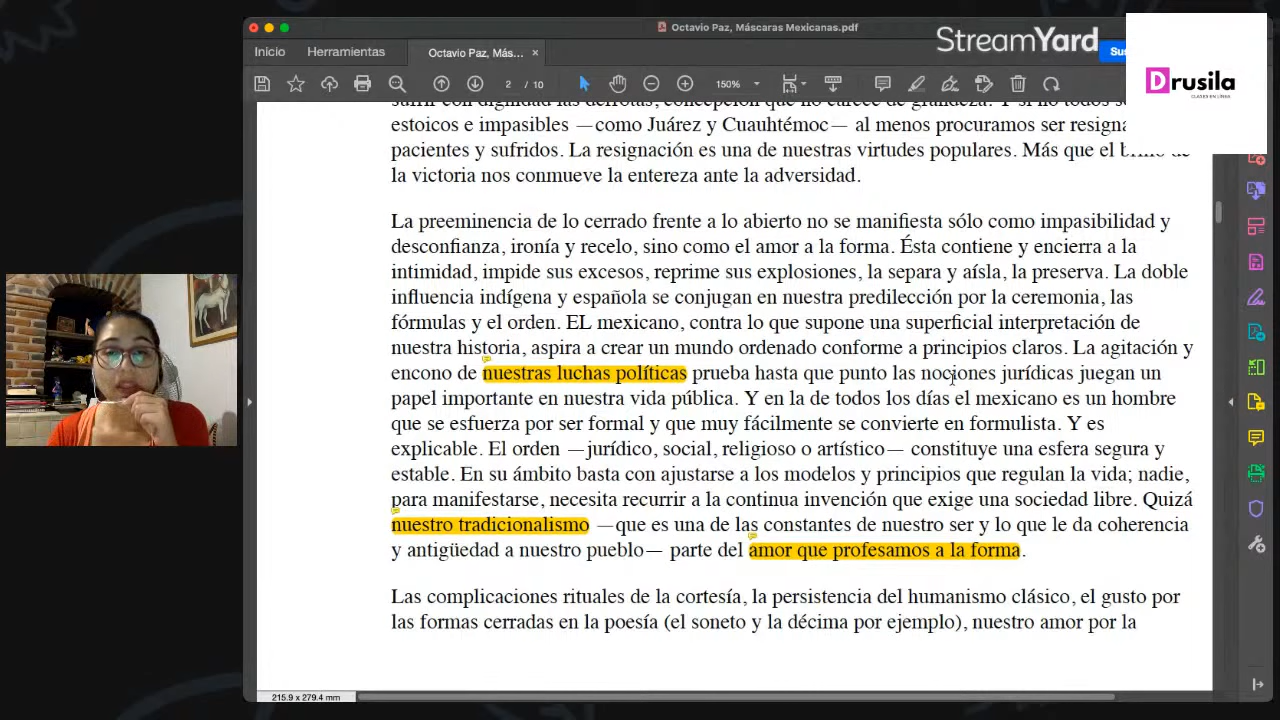 Octavio Paz, Máscaras Mexicanas.pdf
StreamYard
Drusila
CLASES EN LÍNEA
Inicio
Herramientas
Octavio Paz, Más...
2 / 10
150%
estoicos e impasibles —como Juárez y Cuauhtémoc— al menos procuramos ser
pacientes y sufridos. La resignación es una de nuestras virtudes populares. Más que el
la victoria nos conmueve la entereza ante la adversidad.
La preeminencia de lo cerrado frente a lo abierto no se manifiesta sólo como impasibilidad y
desconfianza, ironía y recelo, sino como el amor a la forma. Ésta contiene y encierra a la
intimidad, impide sus excesos, reprime sus explosiones, la separa y aísla, la preserva. La doble
influencia indígena y española se conjugan en nuestra predilección por la ceremonia, las
fórmulas y el orden. EL mexicano, contra lo que supone una superficial interpretación de
nuestra historia, aspira a crear un mundo ordenado conforme a principios claros. La agitación y
encono de nuestras luchas políticas prueba hasta que punto las nociones jurídicas juegan un
papel importante en nuestra vida pública. Y en la de todos los días el mexicano es un hombre
que se esfuerza por ser formal y que muy fácilmente se convierte en formulista. Y es
explicable. El orden —jurídico, social, religioso o artístico— constituye una esfera segura y
estable. En su ámbito basta con ajustarse a los modelos y principios que regulan la vida; nadie,
para manifestarse, necesita recurrir a la continua invención que exige una sociedad libre. Quizá
nuestro tradicionalismo —que es una de las constantes de nuestro ser y lo que le da coherencia
y antigüedad a nuestro pueblo— parte del amor que profesamos a la forma.
Las complicaciones rituales de la cortesía, la persistencia del humanismo clásico, el gusto por
las formas cerradas en la poesía (el soneto y la décima por ejemplo), nuestro amor por la
215.9 x 279.4 mm